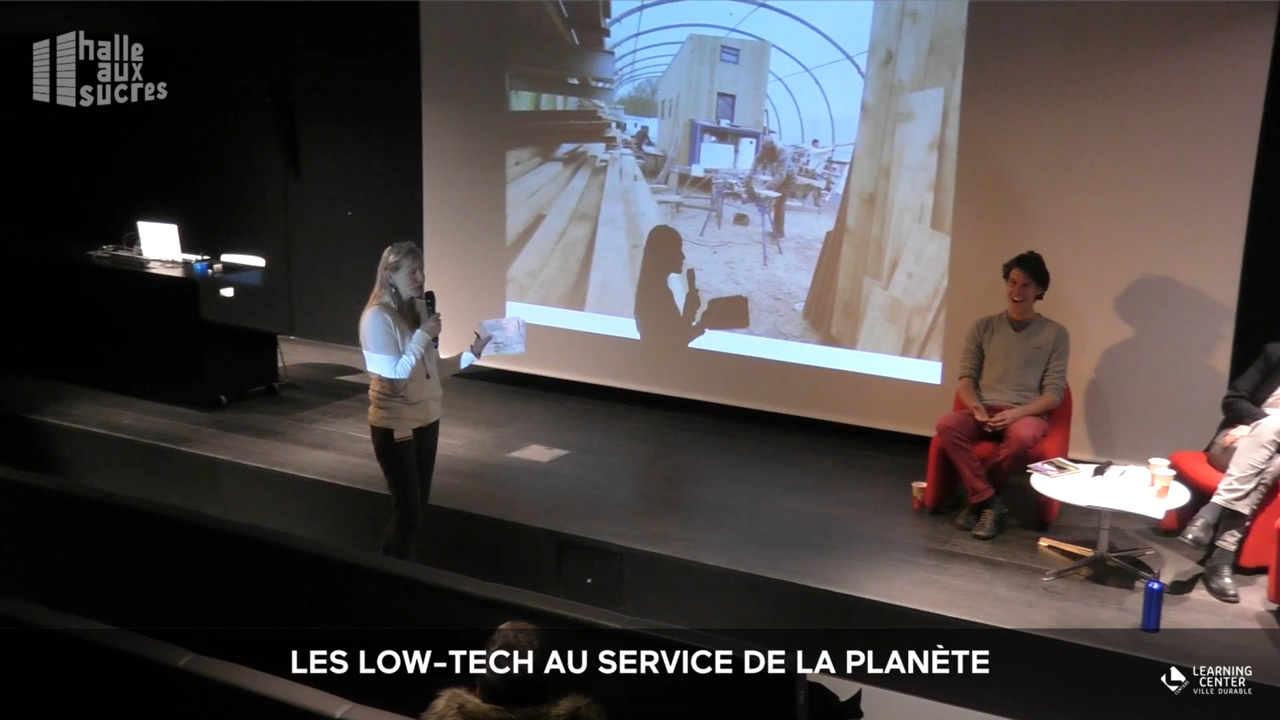 halle
aux
sucres
LES LOW-TECH AU SERVICE DE LA PLANÈTE
LEARNING
CENTER
VILLE DURABLE